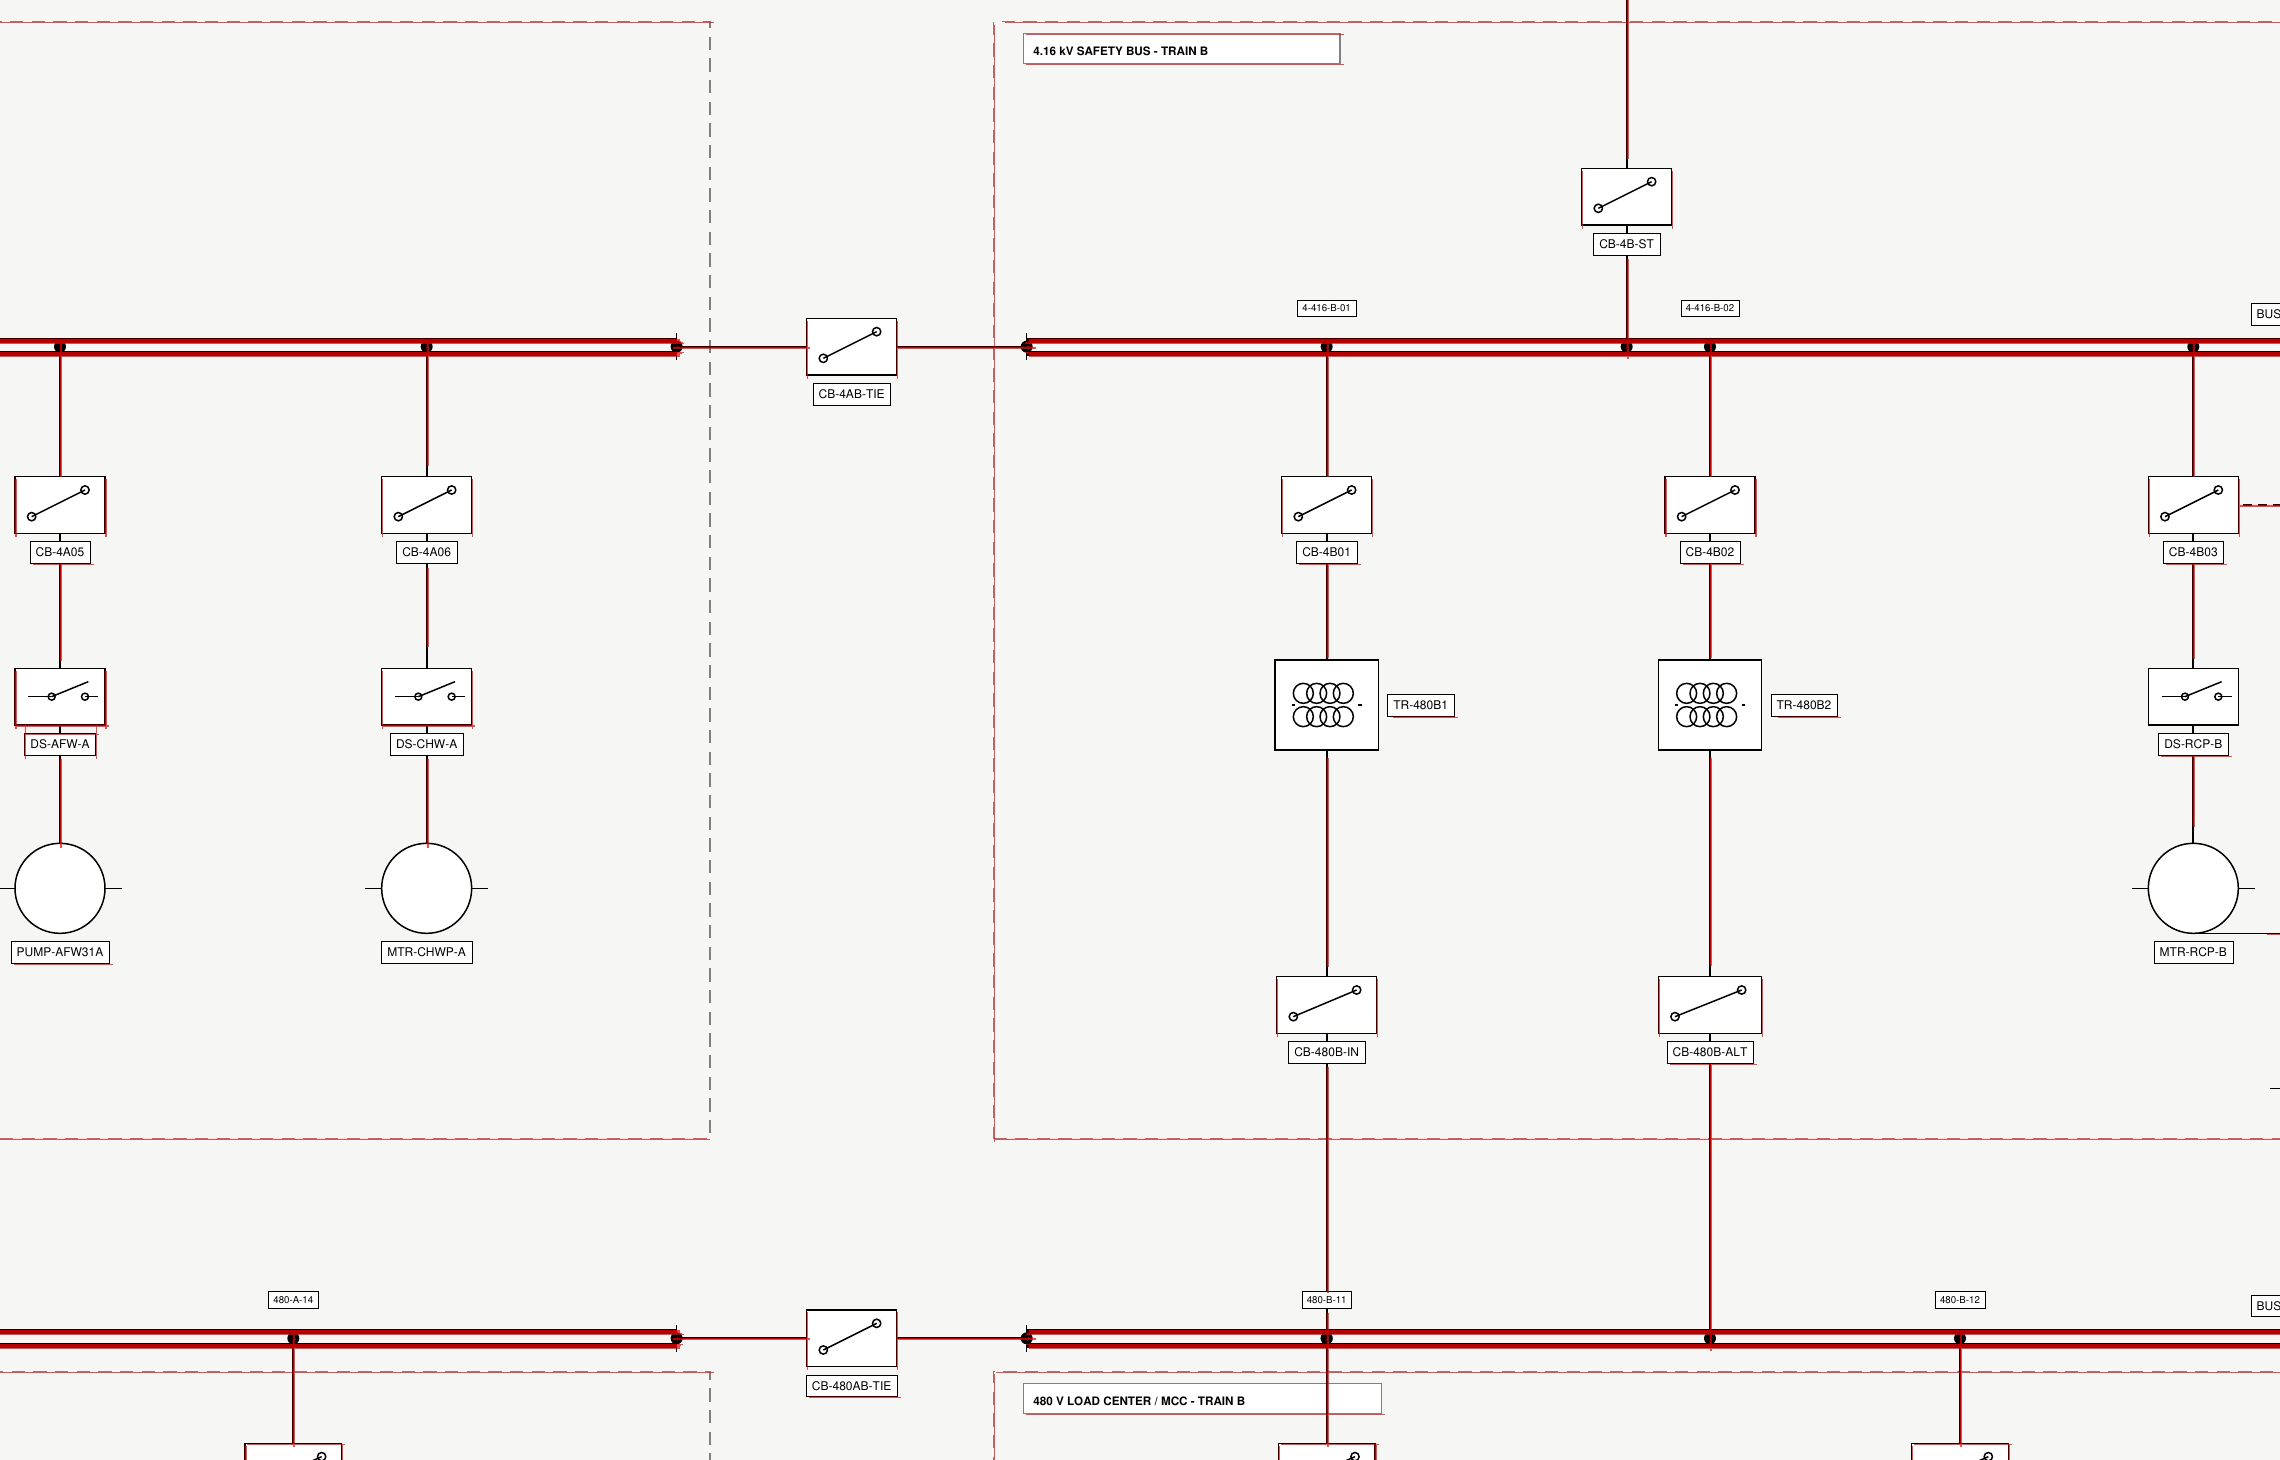 4.16 kV SAFETY BUS - TRAIN B
CB-4B-ST
4-416-B-01
4-416-B-02
BUS
CB-4AB-TIE
CB-4A05
CB-4A06
CB-4B01
CB-4B02
CB-4B03
TR-480B1
TR-480B2
DS-AFW-A
DS-CHW-A
DS-RCP-B
PUMP-AFW31A
MTR-CHWP-A
MTR-RCP-B
CB-480B-IN
CB-480B-ALT
480-A-14
480-B-11
480-B-12
BUS
CB-480AB-TIE
480 V LOAD CENTER / MCC - TRAIN B